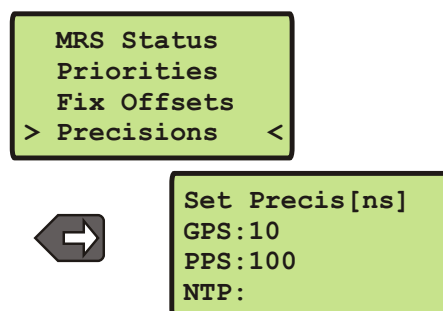 MRS Status
Priorities
Fix Offsets
> Precisions <
Set Precis[ns]
GPS:10
PPS:100
NTP: